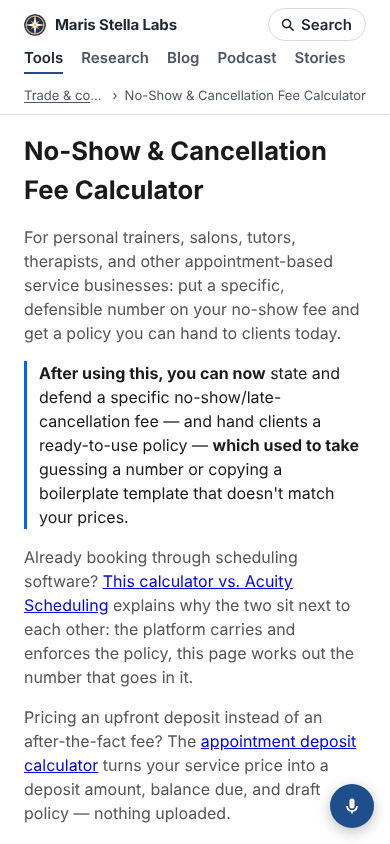 Maris Stella Labs
Search
Tools Research Blog Podcast Stories
Trade & co... › No-Show & Cancellation Fee Calculator
No-Show & Cancellation
Fee Calculator
For personal trainers, salons, tutors,
therapists, and other appointment-based
service businesses: put a specific,
defensible number on your no-show fee and
get a policy you can hand to clients today.
After using this, you can now state and
defend a specific no-show/late-
cancellation fee — and hand clients a
ready-to-use policy — which used to take
guessing a number or copying a
boilerplate template that doesn't match
your prices.
Already booking through scheduling
software? This calculator vs. Acuity
Scheduling explains why the two sit next to
each other: the platform carries and
enforces the policy, this page works out the
number that goes in it.
Pricing an upfront deposit instead of an
after-the-fact fee? The appointment deposit
calculator turns your service price into a
deposit amount, balance due, and draft
policy — nothing uploaded.